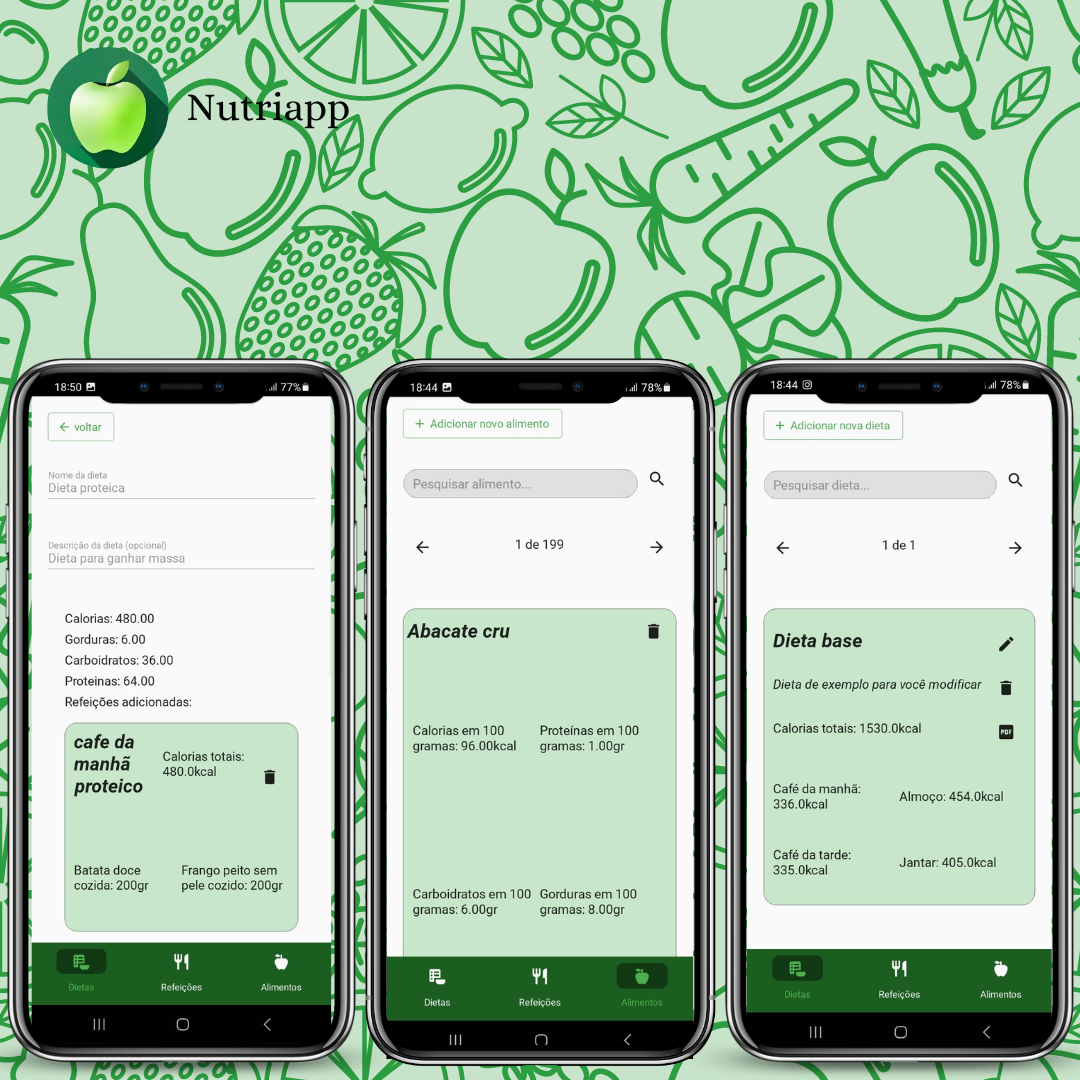 Nutriapp
18:50
77%
voltar
Nome da dieta
Dieta proteica
Descrição da dieta (opcional)
Dieta para ganhar massa
Calorias: 480.00
Gorduras: 6.00
Carboidratos: 36.00
Proteinas: 64.00
Refeições adicionadas:
cafe da
manhã
proteico
Calorias totais:
480.0kcal
Batata doce
cozida: 200gr
Frango peito sem
pele cozido: 200gr
Dietas
Refeições
Alimentos
18:44
78%
+ Adicionar novo alimento
Pesquisar alimento...
1 de 199
Abacate cru
Calorias em 100
gramas: 96.00kcal
Proteínas em 100
gramas: 1.00gr
Carboidratos em 100
gramas: 6.00gr
Gorduras em 100
gramas: 8.00gr
Dietas
Refeições
Alimentos
18:44
78%
+ Adicionar nova dieta
Pesquisar dieta...
1 de 1
Dieta base
Dieta de exemplo para você modificar
Calorias totais: 1530.0kcal
PDF
Café da manhã:
336.0kcal
Almoço: 454.0kcal
Café da tarde:
335.0kcal
Jantar: 405.0kcal
Dietas
Refeições
Alimentos